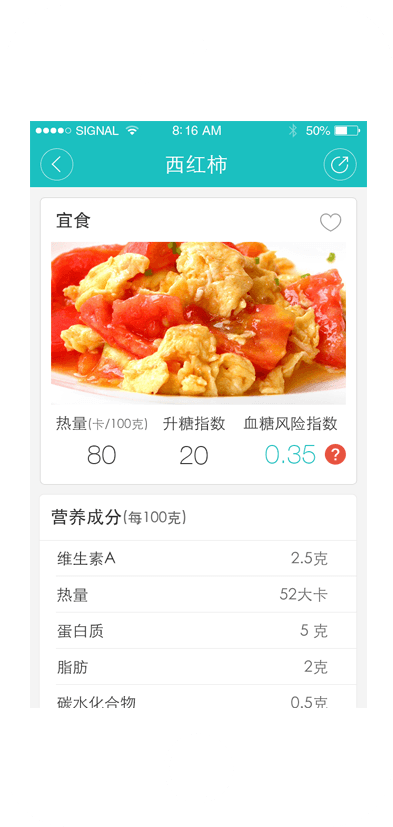 SIGNAL 8:16 AM 50%
西红柿
宜食
热量(卡/100克) 升糖指数 血糖风险指数
80 20 0.35 ?
营养成分(每100克)
维生素A 2.5克
热量 52大卡
蛋白质 5 克
脂肪 2克
碳水化合物 0.5克